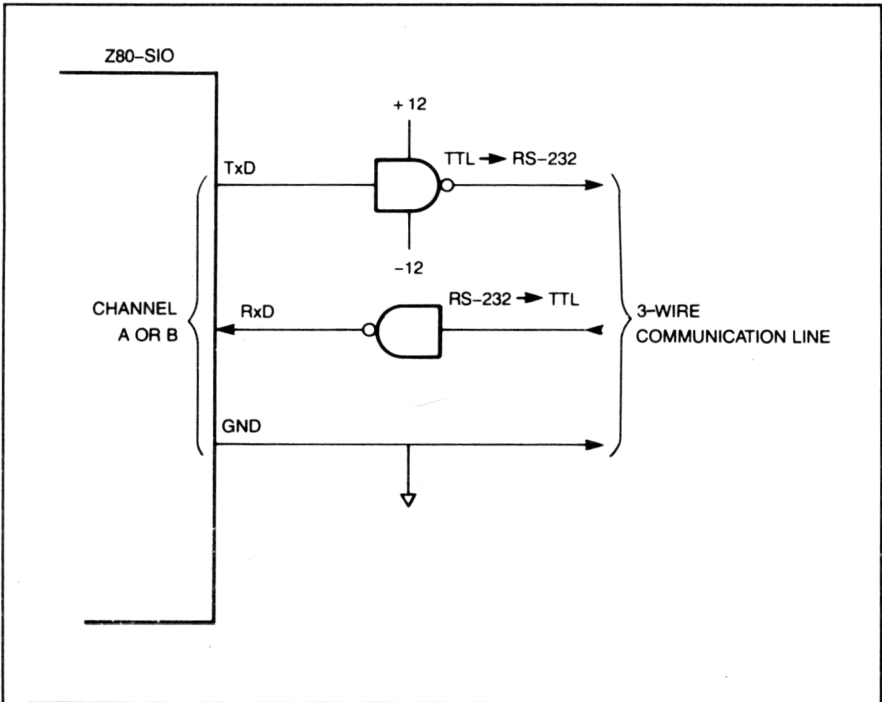 Z80-SIO
+12
TxD
TTL → RS-232
-12
CHANNEL
A OR B
RxD
RS-232 → TTL
3-WIRE
COMMUNICATION LINE
GND